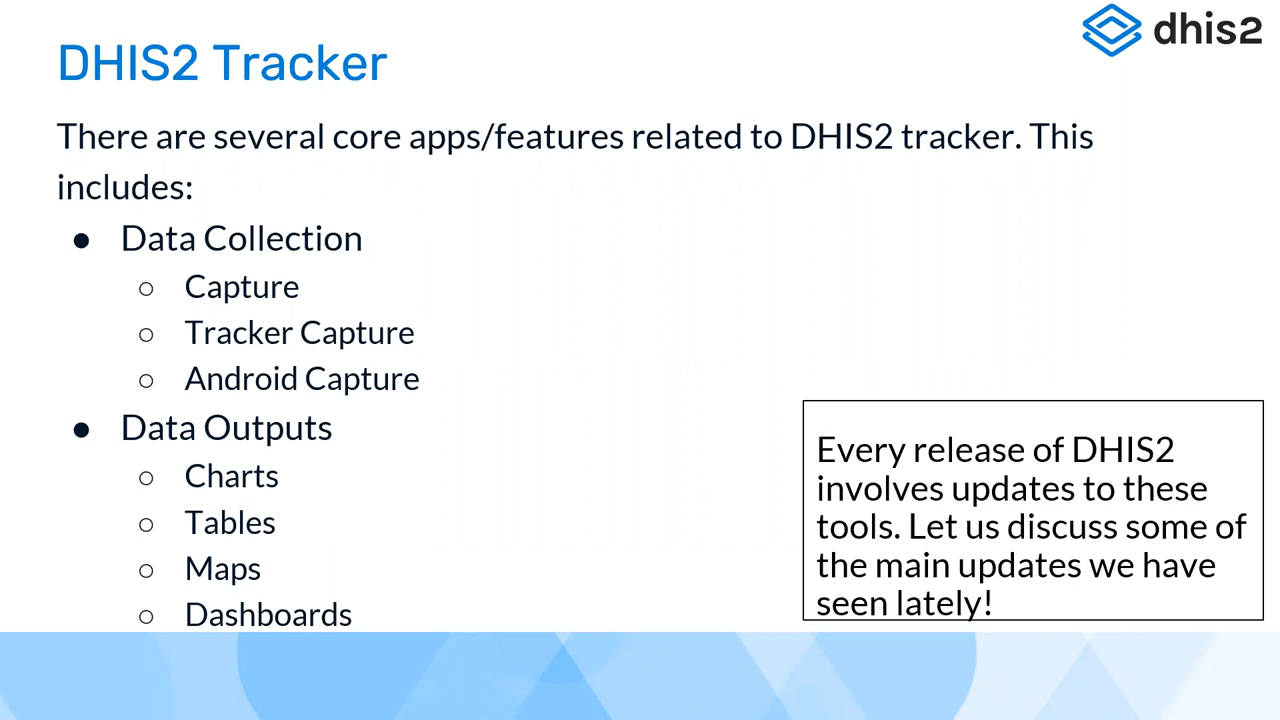 dhis2
DHIS2 Tracker
There are several core apps/features related to DHIS2 tracker. This
includes:
● Data Collection
○ Capture
○ Tracker Capture
○ Android Capture
● Data Outputs
○ Charts
○ Tables
○ Maps
○ Dashboards
Every release of DHIS2
involves updates to these
tools. Let us discuss some of
the main updates we have
seen lately!